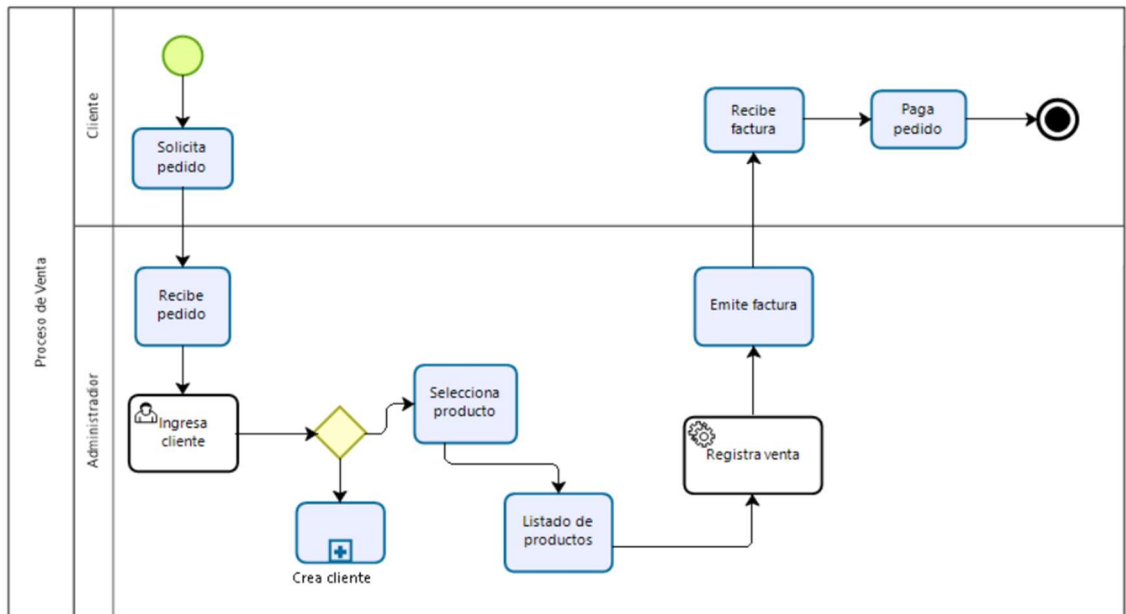 Proceso de Venta
Cliente
Solicita
pedido
Recibe
factura
Paga
pedido
Administradior
Recibe
pedido
Ingresa
cliente
Crea cliente
Selecciona
producto
Listado de
productos
Registra venta
Emite factura